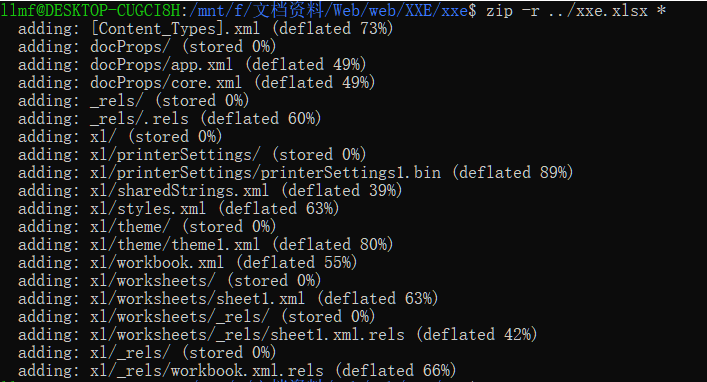 llmf@DESKTOP-CUGCI8H:/mnt/f/文档资料/Web/web/XXE/xxe$ zip -r ../xxe.xlsx *
adding: [Content_Types].xml (deflated 73%)
adding: docProps/ (stored 0%)
adding: docProps/app.xml (deflated 49%)
adding: docProps/core.xml (deflated 49%)
adding: _rels/ (stored 0%)
adding: _rels/.rels (deflated 60%)
adding: xl/ (stored 0%)
adding: xl/printerSettings/ (stored 0%)
adding: xl/printerSettings/printerSettings1.bin (deflated 89%)
adding: xl/sharedStrings.xml (deflated 39%)
adding: xl/styles.xml (deflated 63%)
adding: xl/theme/ (stored 0%)
adding: xl/theme/theme1.xml (deflated 80%)
adding: xl/workbook.xml (deflated 55%)
adding: xl/worksheets/ (stored 0%)
adding: xl/worksheets/sheet1.xml (deflated 63%)
adding: xl/worksheets/_rels/ (stored 0%)
adding: xl/worksheets/_rels/sheet1.xml.rels (deflated 42%)
adding: xl/_rels/ (stored 0%)
adding: xl/_rels/workbook.xml.rels (deflated 66%)